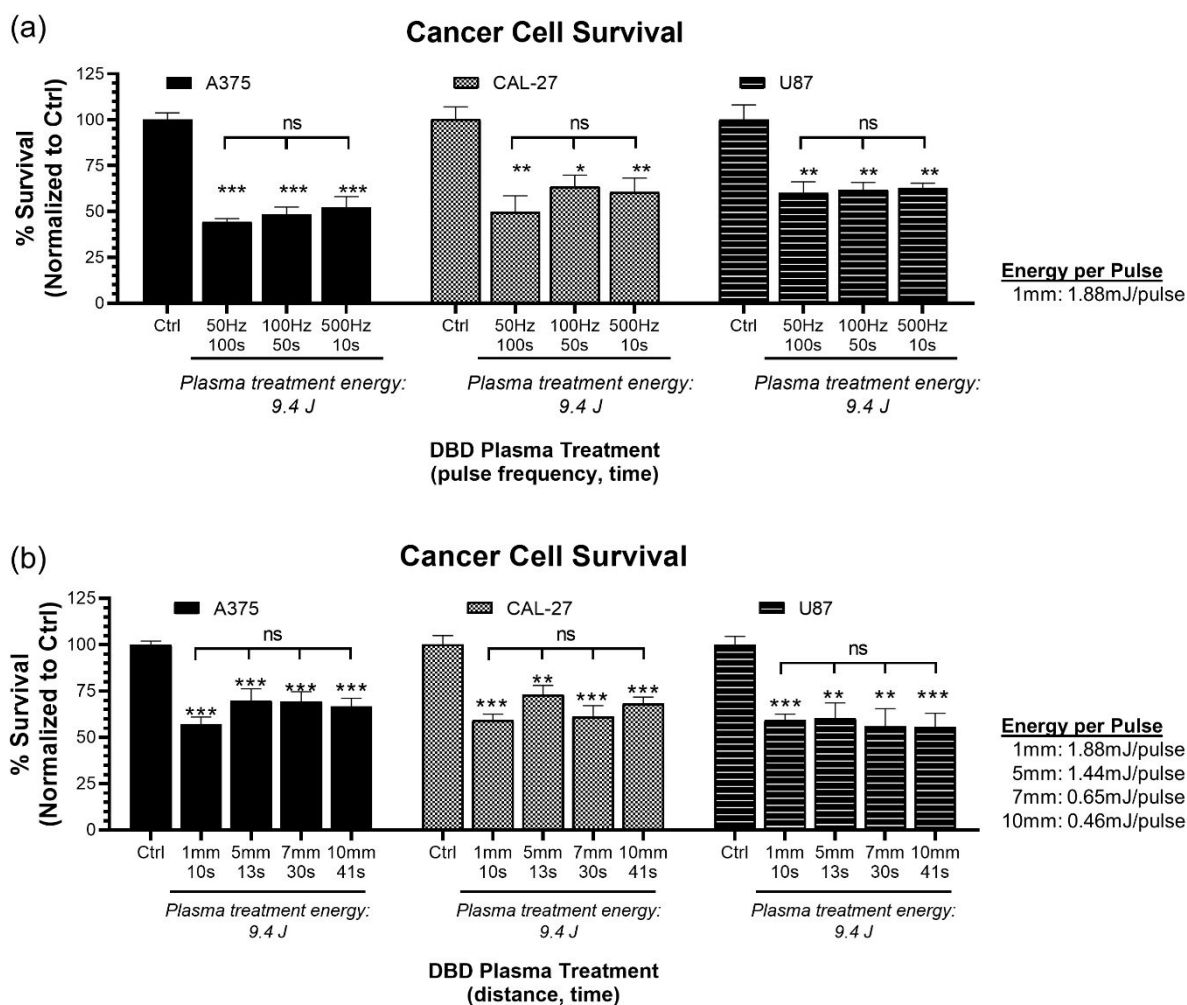 (a)
Cancer Cell Survival
A375
CAL-27
U87
% Survival
(Normalized to Ctrl)
125
100
75
50
25
0
ns
ns
ns
*** *** ***
** * **
** ** **
Ctrl 50Hz 100Hz 500Hz
100s 50s 10s
Ctrl 50Hz 100Hz 500Hz
100s 50s 10s
Ctrl 50Hz 100Hz 500Hz
100s 50s 10s
Plasma treatment energy:
9.4 J
Plasma treatment energy:
9.4 J
Plasma treatment energy:
9.4 J
DBD Plasma Treatment
(pulse frequency, time)
Energy per Pulse
1mm: 1.88mJ/pulse
(b)
Cancer Cell Survival
A375
CAL-27
U87
% Survival
(Normalized to Ctrl)
125
100
75
50
25
0
ns
ns
ns
*** *** *** ***
*** ** *** ***
*** ** ** ***
Ctrl 1mm 5mm 7mm 10mm
10s 13s 30s 41s
Ctrl 1mm 5mm 7mm 10mm
10s 13s 30s 41s
Ctrl 1mm 5mm 7mm 10mm
10s 13s 30s 41s
Plasma treatment energy:
9.4 J
Plasma treatment energy:
9.4 J
Plasma treatment energy:
9.4 J
DBD Plasma Treatment
(distance, time)
Energy per Pulse
1mm: 1.88mJ/pulse
5mm: 1.44mJ/pulse
7mm: 0.65mJ/pulse
10mm: 0.46mJ/pulse